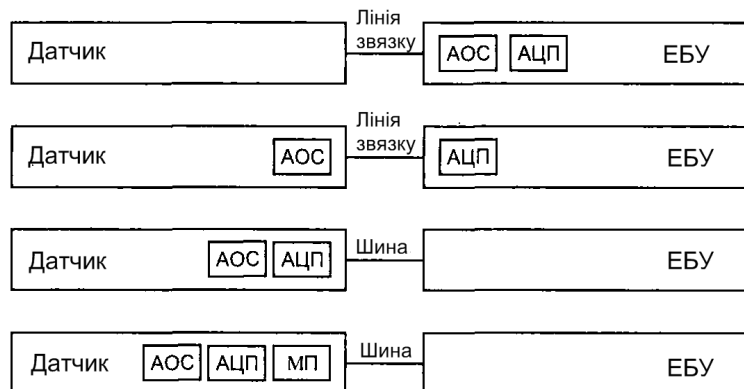 Лінія
звязку
Датчик АОС АЦП ЕБУ
Лінія
звязку
Датчик АОС АЦП ЕБУ
Шина
Датчик АОС АЦП ЕБУ
Шина
Датчик АОС АЦП МП ЕБУ